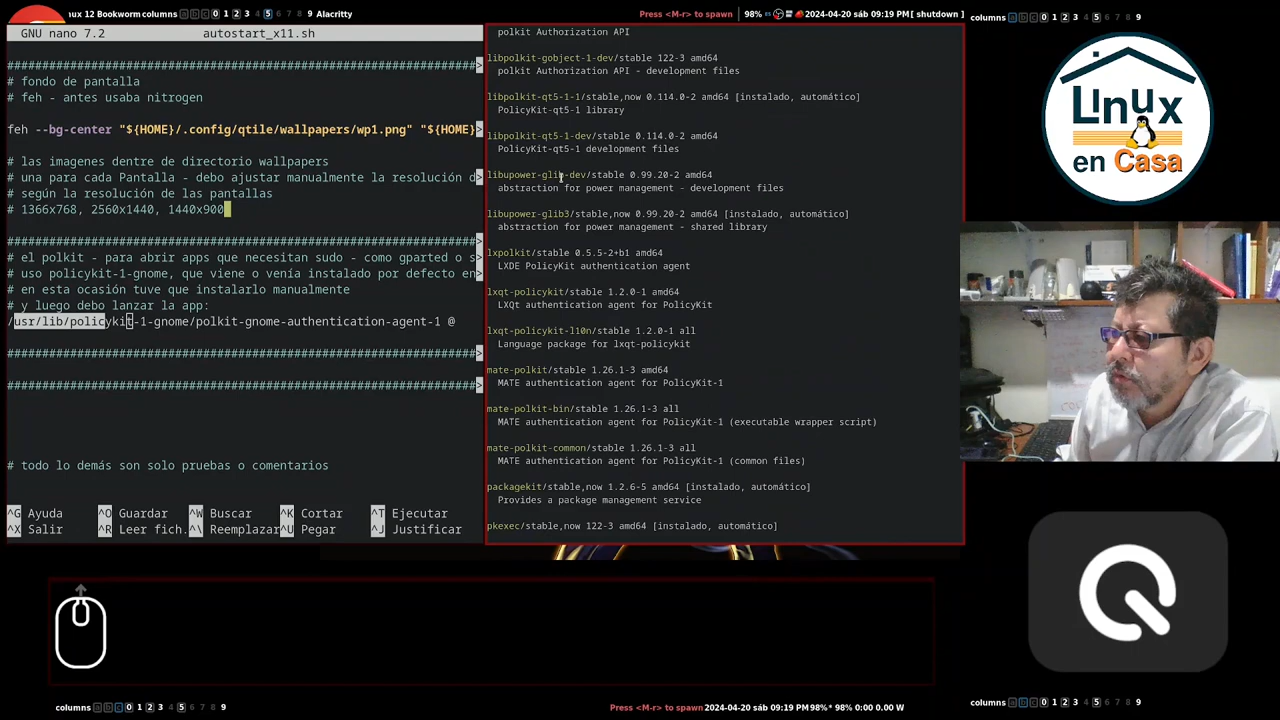 ux 12 Bookworm columns a b c 0 1 2 3 4 5 6 7 8 9 Alacritty
Press <M-r> to spawn 98% 2024-04-20 sáb 09:19 PM [ shutdown ]
columns a b c 0 1 2 3 4 5 6 7 8 9
GNU nano 7.2 autostart_x11.sh
###########################################################>
# fondo de pantalla
# feh - antes usaba nitrogen
feh --bg-center "${HOME}/.config/qtile/wallpapers/wp1.png" "${HOME}>
# las imagenes dentre de directorio wallpapers
# una para cada Pantalla - debo ajustar manualmente la resolución d>
# según la resolución de las pantallas
# 1366x768, 2560x1440, 1440x900
###########################################################>
# el polkit - para abrir apps que necesitan sudo - como gparted o s>
# uso policykit-1-gnome, que viene o venía instalado por defecto en>
# en esta ocasión tuve que instalarlo manualmente
# y luego debo lanzar la app:
/usr/lib/policykit-1-gnome/polkit-gnome-authentication-agent-1 @
###########################################################>
###########################################################>
# todo lo demás son solo pruebas o comentarios
^G Ayuda ^O Guardar ^W Buscar ^K Cortar ^T Ejecutar
^X Salir ^R Leer fich. ^\ Reemplazar ^U Pegar ^J Justificar
polkit Authorization API
libpolkit-gobject-1-dev/stable 122-3 amd64
polkit Authorization API - development files
libpolkit-qt5-1-1/stable,now 0.114.0-2 amd64 [instalado, automático]
PolicyKit-qt5-1 library
libpolkit-qt5-1-dev/stable 0.114.0-2 amd64
PolicyKit-qt5-1 development files
libupower-glib-dev/stable 0.99.20-2 amd64
abstraction for power management - development files
libupower-glib3/stable,now 0.99.20-2 amd64 [instalado, automático]
abstraction for power management - shared library
lxpolkit/stable 0.5.5-2+b1 amd64
LXDE PolicyKit authentication agent
lxqt-policykit/stable 1.2.0-1 amd64
LXQt authentication agent for PolicyKit
lxqt-policykit-l10n/stable 1.2.0-1 all
Language package for lxqt-policykit
mate-polkit/stable 1.26.1-3 amd64
MATE authentication agent for PolicyKit-1
mate-polkit-bin/stable 1.26.1-3 all
MATE authentication agent for PolicyKit-1 (executable wrapper script)
mate-polkit-common/stable 1.26.1-3 all
MATE authentication agent for PolicyKit-1 (common files)
packagekit/stable,now 1.2.6-5 amd64 [instalado, automático]
Provides a package management service
pkexec/stable,now 122-3 amd64 [instalado, automático]
Linux
en Casa
columns a b c 0 1 2 3 4 5 6 7 8 9
Press <M-r> to spawn 2024-04-20 sáb 09:19 PM 98%* 98% 0:00 0.00 W
columns a b c 0 1 2 3 4 5 6 7 8 9